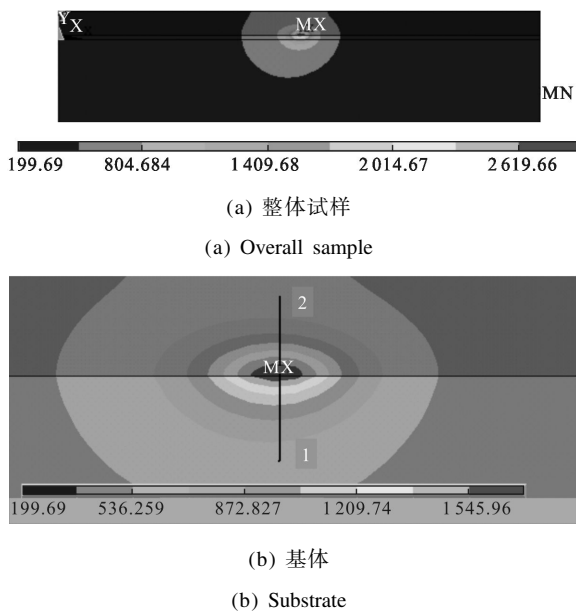 Y
X
MX
MN
199.69 804.684 1 409.68 2 014.67 2 619.66
(a) 整体试样
(a) Overall sample
2
MX
1
199.69 536.259 872.827 1 209.74 1 545.96
(b) 基体
(b) Substrate